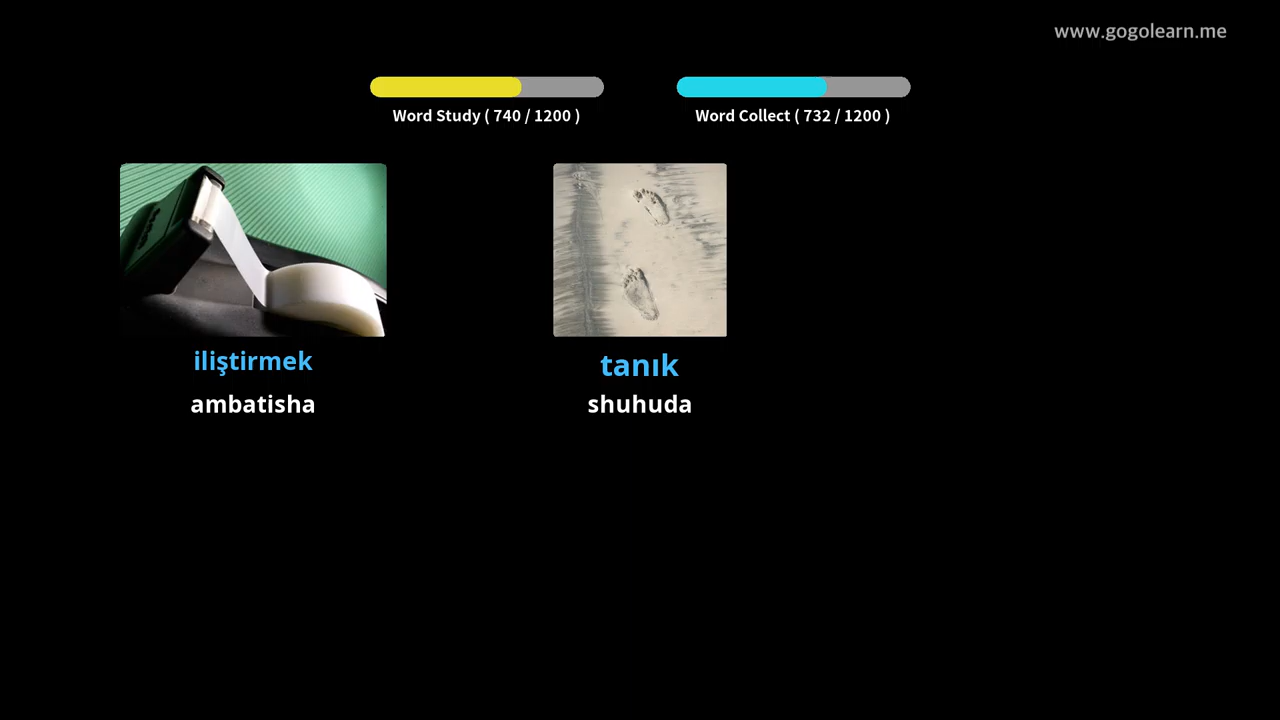 www.gogolearn.me
Word Study ( 740 / 1200 )
Word Collect ( 732 / 1200 )
iliştirmek
ambatisha
tanık
shuhuda